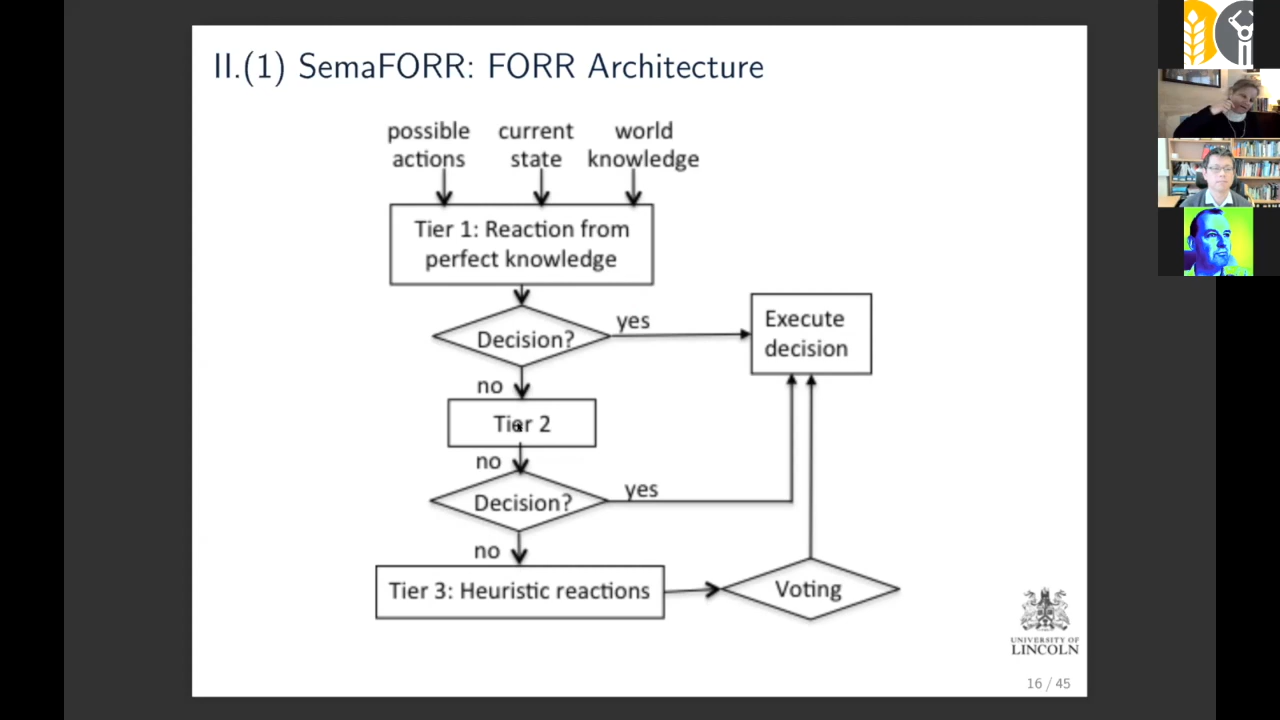 II.(1) SemaFORR: FORR Architecture
possible actions
current state
world knowledge
Tier 1: Reaction from
perfect knowledge
Decision?
yes
Execute
decision
no
Tier 2
no
Decision?
yes
no
Tier 3: Heuristic reactions
Voting
UNIVERSITY OF
LINCOLN
16 / 45